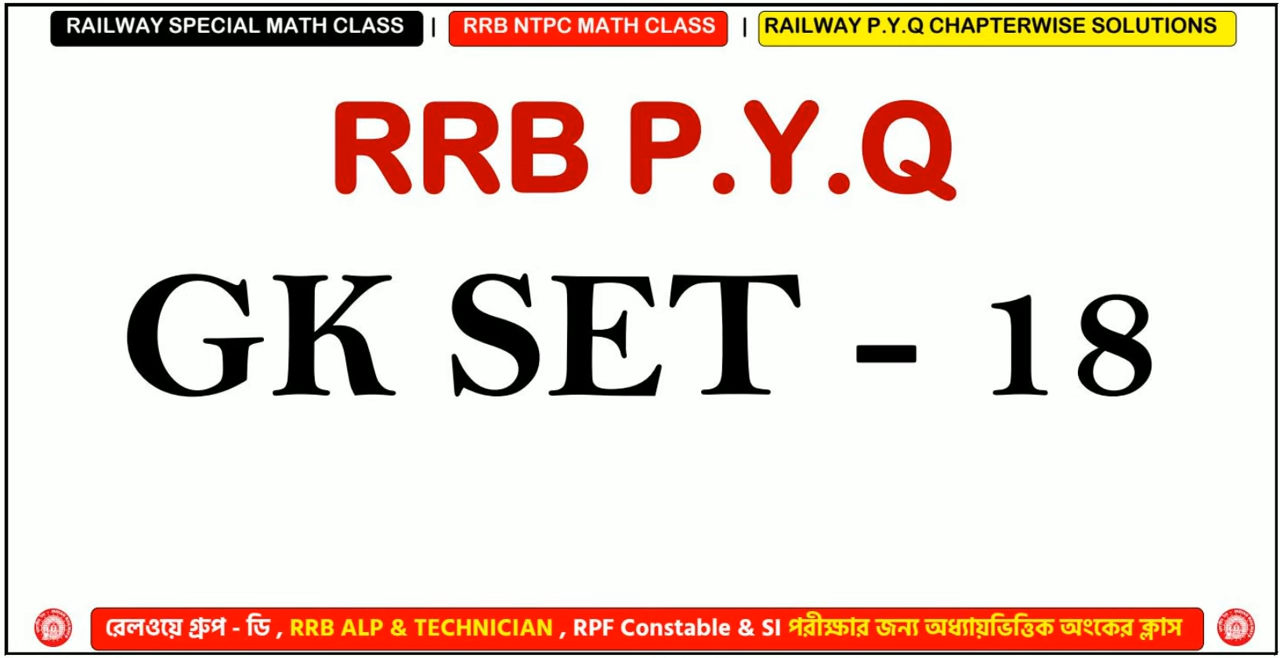 RAILWAY SPECIAL MATH CLASS | RRB NTPC MATH CLASS | RAILWAY P.Y.Q CHAPTERWISE SOLUTIONS
RRB P.Y.Q
GK SET - 18
রেলওয়ে গ্রুপ - ডি , RRB ALP & TECHNICIAN , RPF Constable & SI পরীক্ষার জন্য অধ্যায়ভিত্তিক অংকের ক্লাস